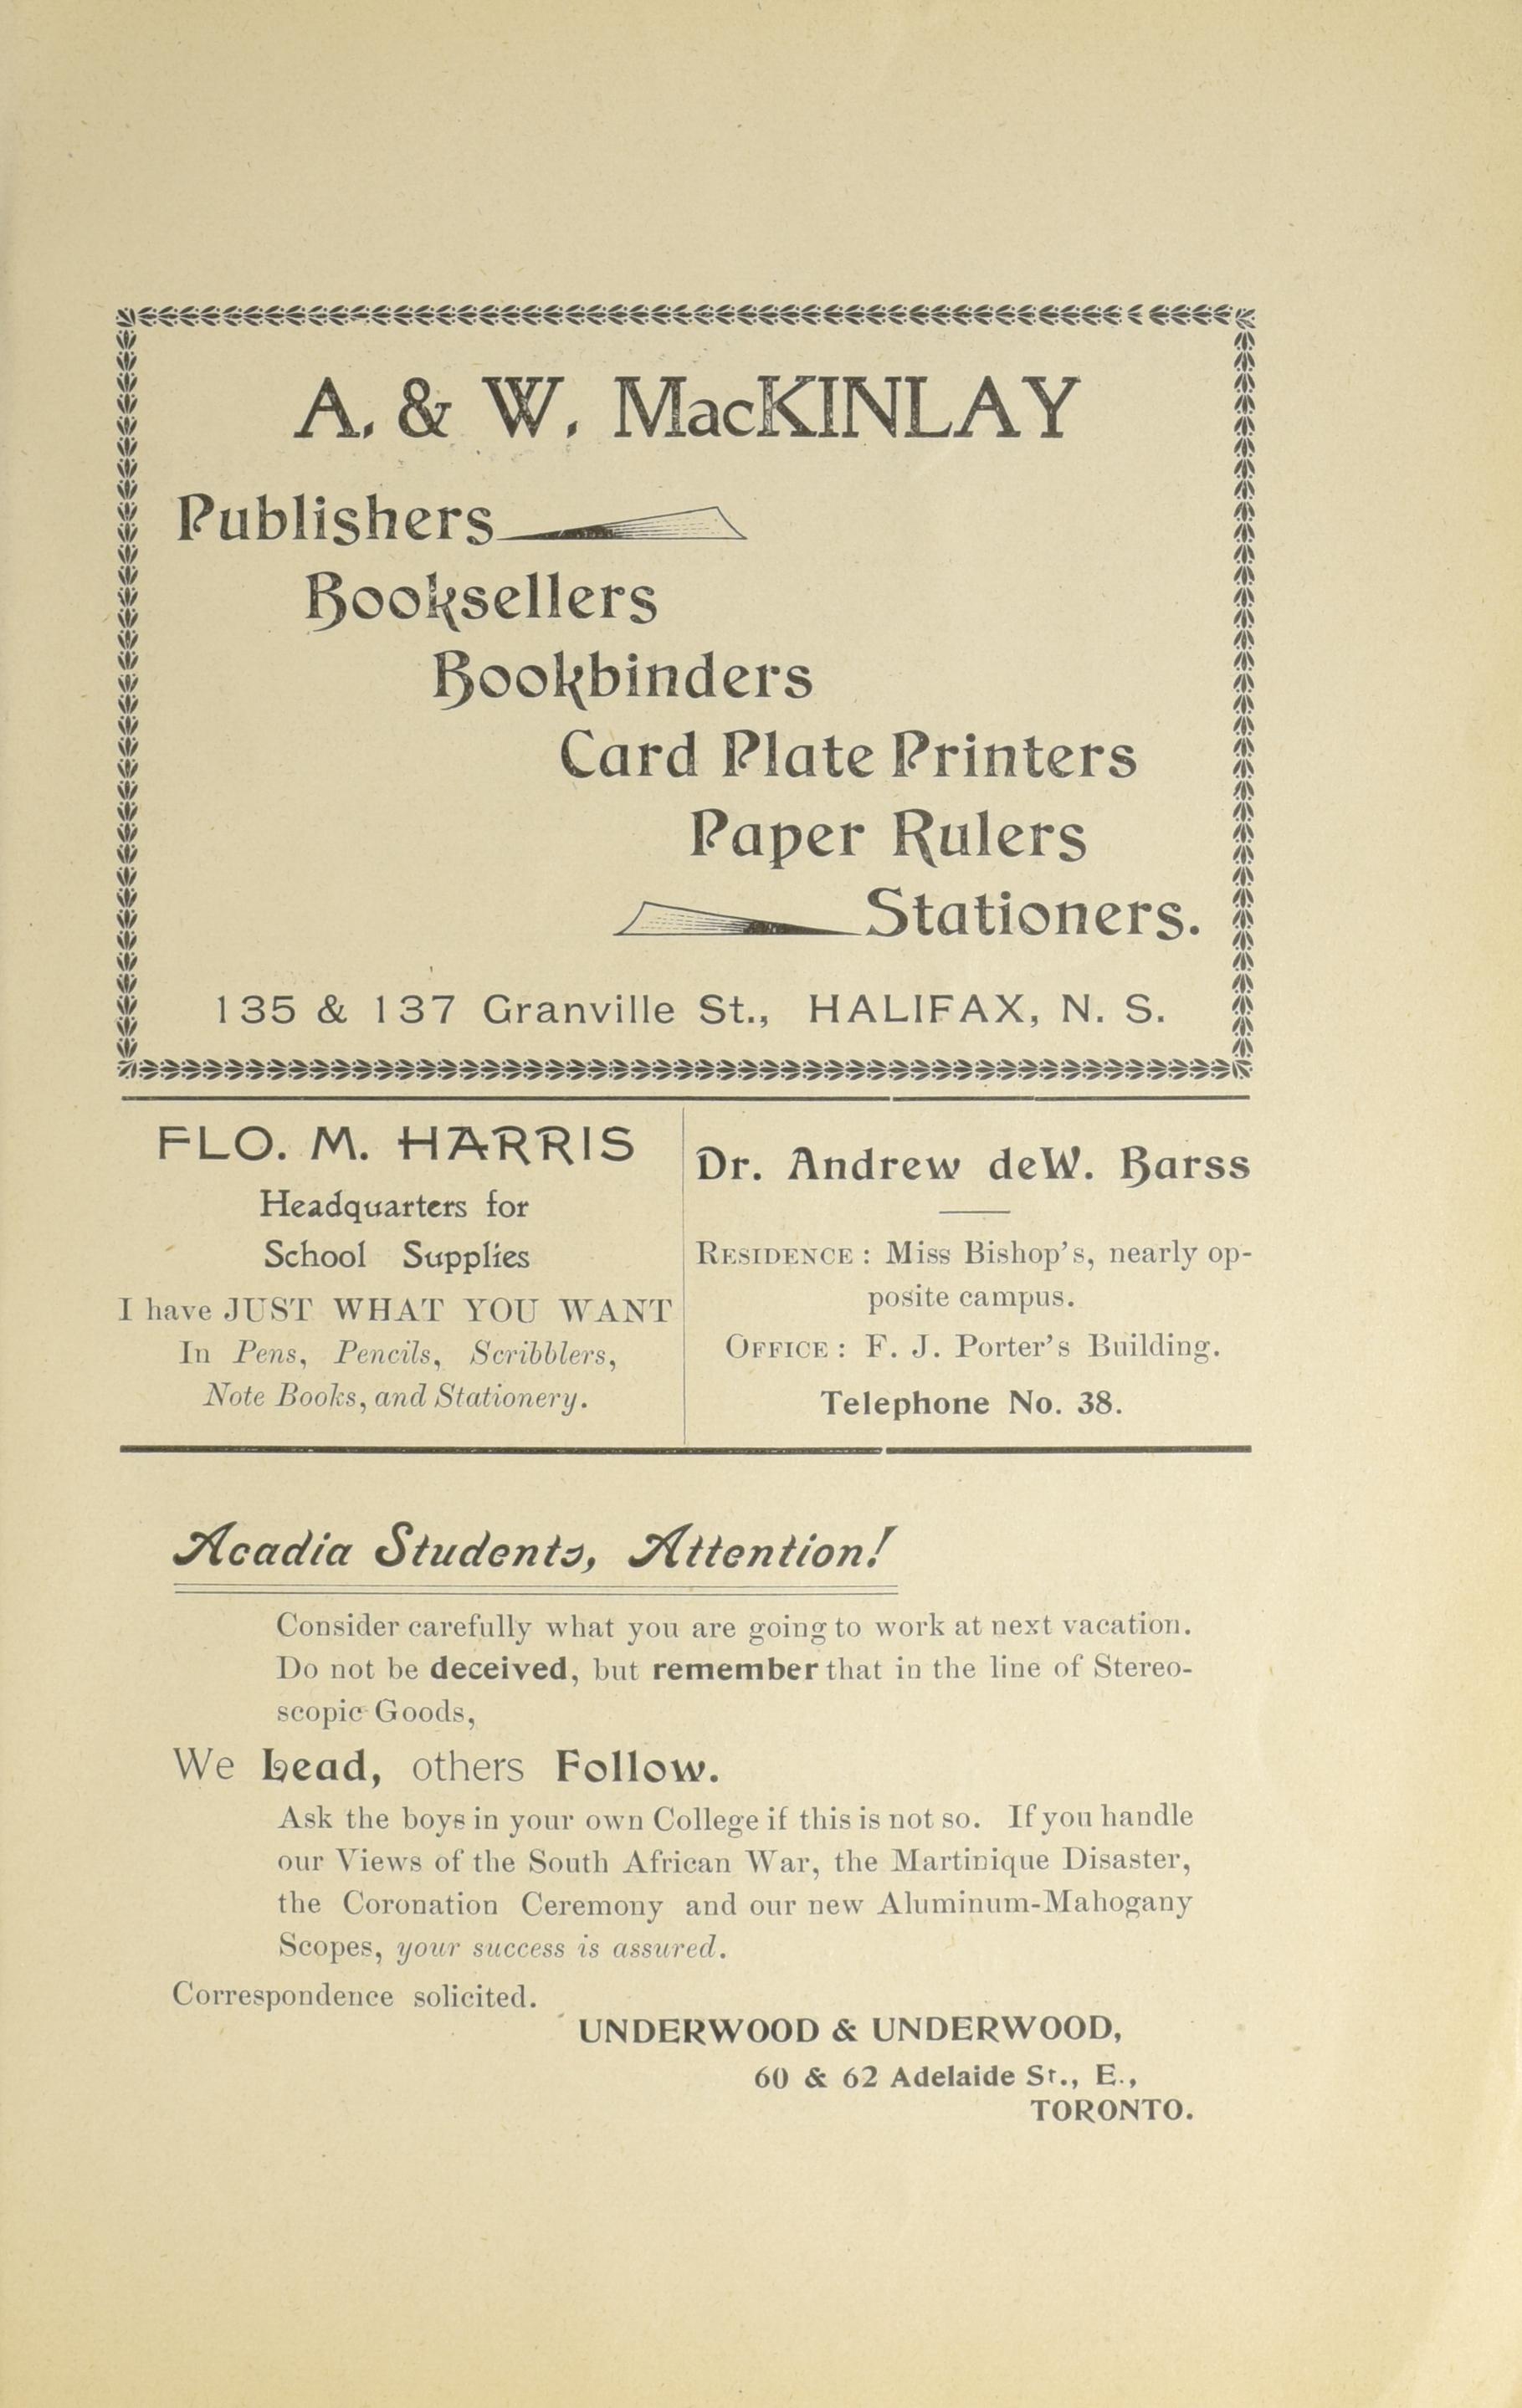 A. & W. MacKINLAY
Publishers
Booksellers
Bookbinders
Card Plate Printers
Paper Rulers
Stationers.
135 & 137 Granville St., HALIFAX, N. S.
FLO. M. HARRIS
Headquarters for
School Supplies
I have JUST WHAT YOU WANT
In Pens, Pencils, Scribblers,
Note Books, and Stationery.
Dr. Andrew deW. Barss
RESIDENCE: Miss Bishop's, nearly op-
posite campus.
OFFICE: F. J. Porter's Building.
Telephone No. 38.
Acadia Students, Attention!
Consider carefully what you are going to work at next vacation.
Do not be deceived, but remember that in the line of Stereo-
scopic Goods,
We Lead, others Follow.
Ask the boys in your own College if this is not so. If you handle
our Views of the South African War, the Martinique Disaster,
the Coronation Ceremony and our new Aluminum-Mahogany
Scopes, your success is assured.
Correspondence solicited.
UNDERWOOD & UNDERWOOD,
60 & 62 Adelaide St., E.,
TORONTO.